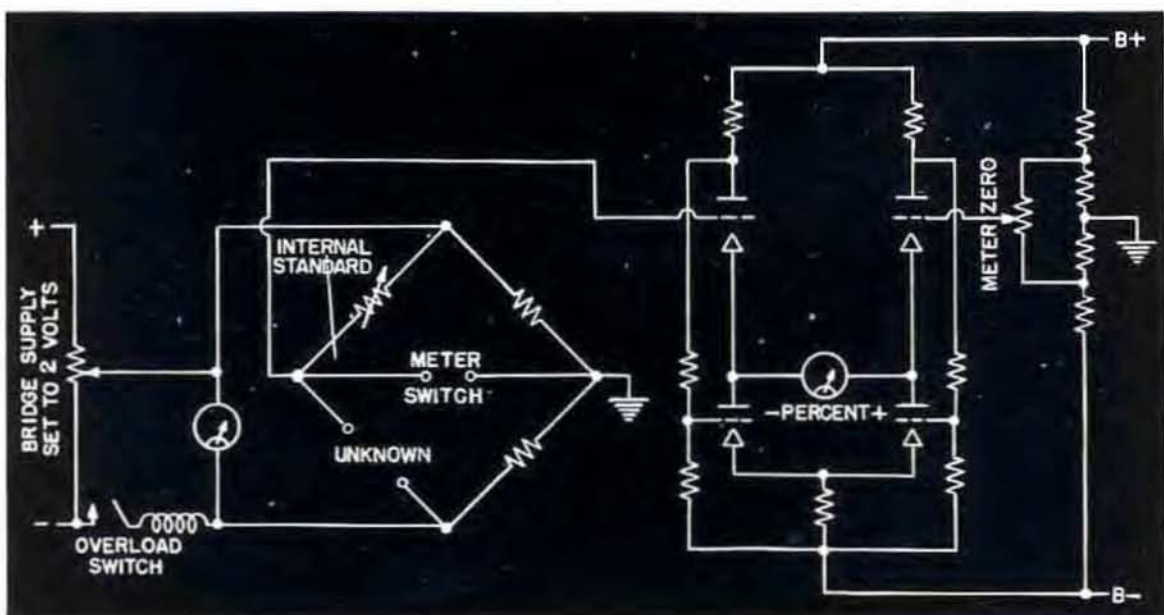 B+
INTERNAL
STANDARD
METER ZERO
+
BRIDGE SUPPLY
SET TO 2 VOLTS
METER
SWITCH
-PERCENT+
UNKNOWN
-
OVERLOAD
SWITCH
B-